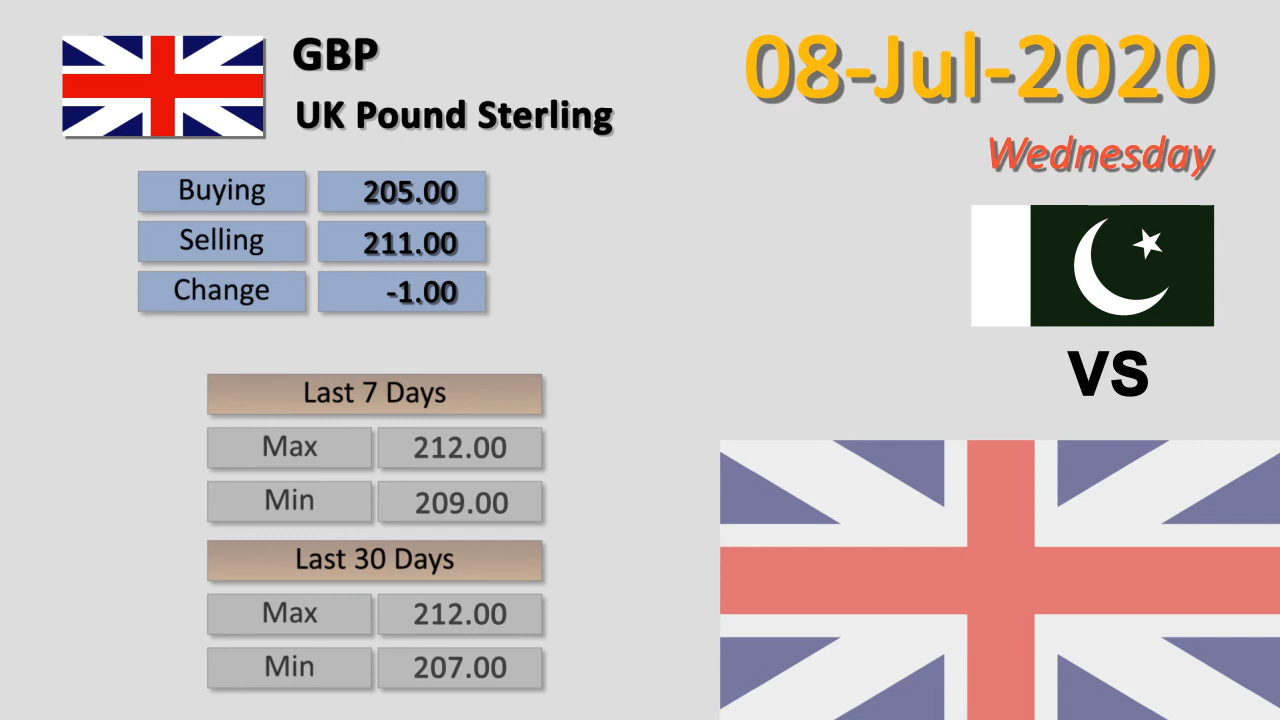 GBP
UK Pound Sterling
08-Jul-2020
Wednesday
Buying 205.00
Selling 211.00
Change -1.00
VS
Last 7 Days
Max 212.00
Min 209.00
Last 30 Days
Max 212.00
Min 207.00